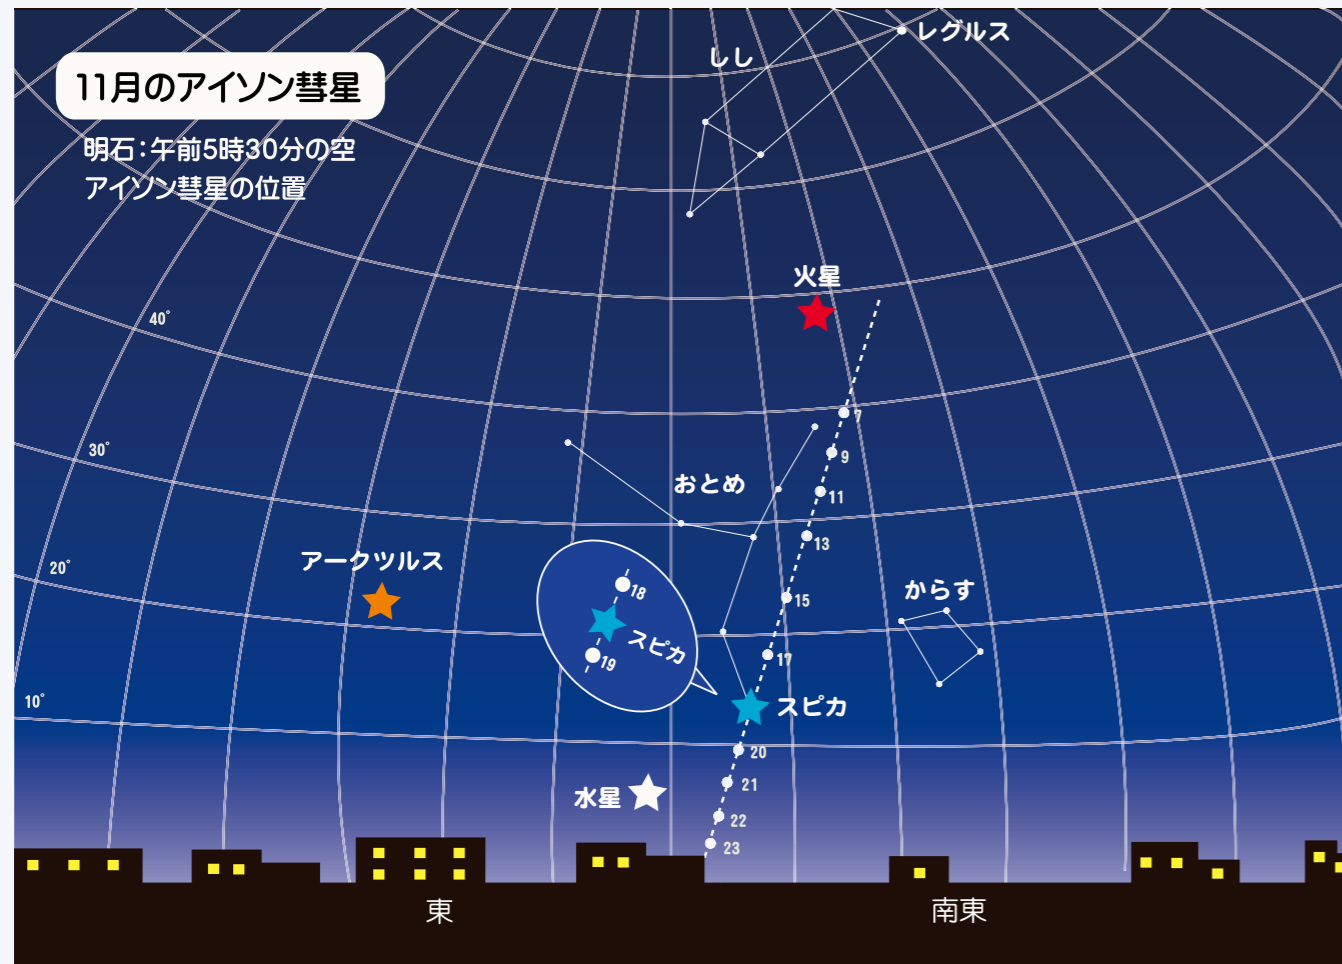 レグルス
しし
11月のアイソン彗星
明石:午前5時30分の空
アイソン彗星の位置
火星
40°
7
30°
9
おとめ
11
13
20°
アークツルス
18
からす
15
スピカ
19
17
10°
スピカ
20
21
水星
22
23
東
南東